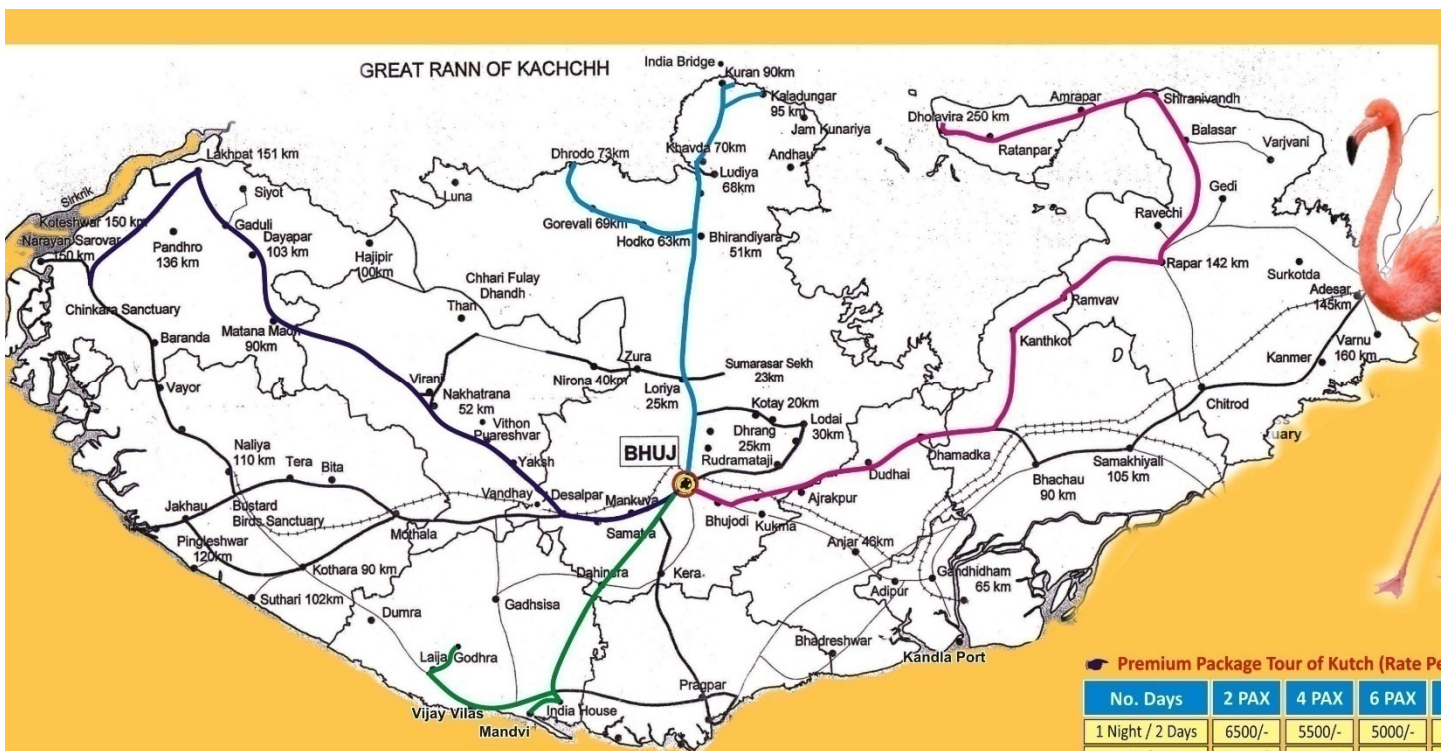 GREAT RANN OF KACHCHH
India Bridge
Kuran 90km
Kaladungar
95 km
Jam Kunariya
Khavda 70km
Andhau
Ludiya
68km
Dhrodo 73km
Gorevali 69km
Hodko 63km
Bhirandiyara
51km
Luna
Lakhpat 151 km
Siyot
Sirkrik
Koteshwar 150 km
Narayan Sarovar
150 km
Gaduli
Dayapar
103 km
Pandhro
136 km
Hajipir
100km
Chhari Fulay
Dhandh
Than
Chinkara Sanctuary
Baranda
Matana Madh
90km
Vayor
Virani
Nakhatrana
52 km
Vithon
Puareshvar
Yaksh
Nirona 40km
Zura
Loriya
25km
Sumarasar Sekh
23km
Kotay 20km
Lodai
30km
Dhrang
25km
Rudramataji
BHUJ
Dholavira 250 km
Amrapar
Shiranivandh
Ratanpar
Balasar
Varjvani
Gedi
Ravechi
Rapar 142 km
Surkotda
Adesar
145km
Ramvav
Kanthkot
D
Varnu
160 km
Kanmer
Chitrod
uary
Samakhiyali
105 km
Bhachau
90 km
Dhamadka
Dudhai
Ajrakpur
Bhujodi
Kukma
Anjar 46km
Gandhidham
65 km
Adipur
Kandla Port
Bhadreshwar
Naliya
110 km
Tera
Bita
Vandhay
Desalpar
Mankuva
Samatra
Jakhau
Bustard
Birds Sanctuary
Mothala
Pingleshwar
120km
Kothara 90 km
Suthari 102km
Dumra
Gadhsisa
Dahinsra
Kera
Laija
Godhra
Vijay Vilas
Mandvi
India House
Pragpar
Premium Package Tour of Kutch (Rate Pe
No. Days 2 PAX 4 PAX 6 PAX
1 Night / 2 Days 6500/- 5500/- 5000/-